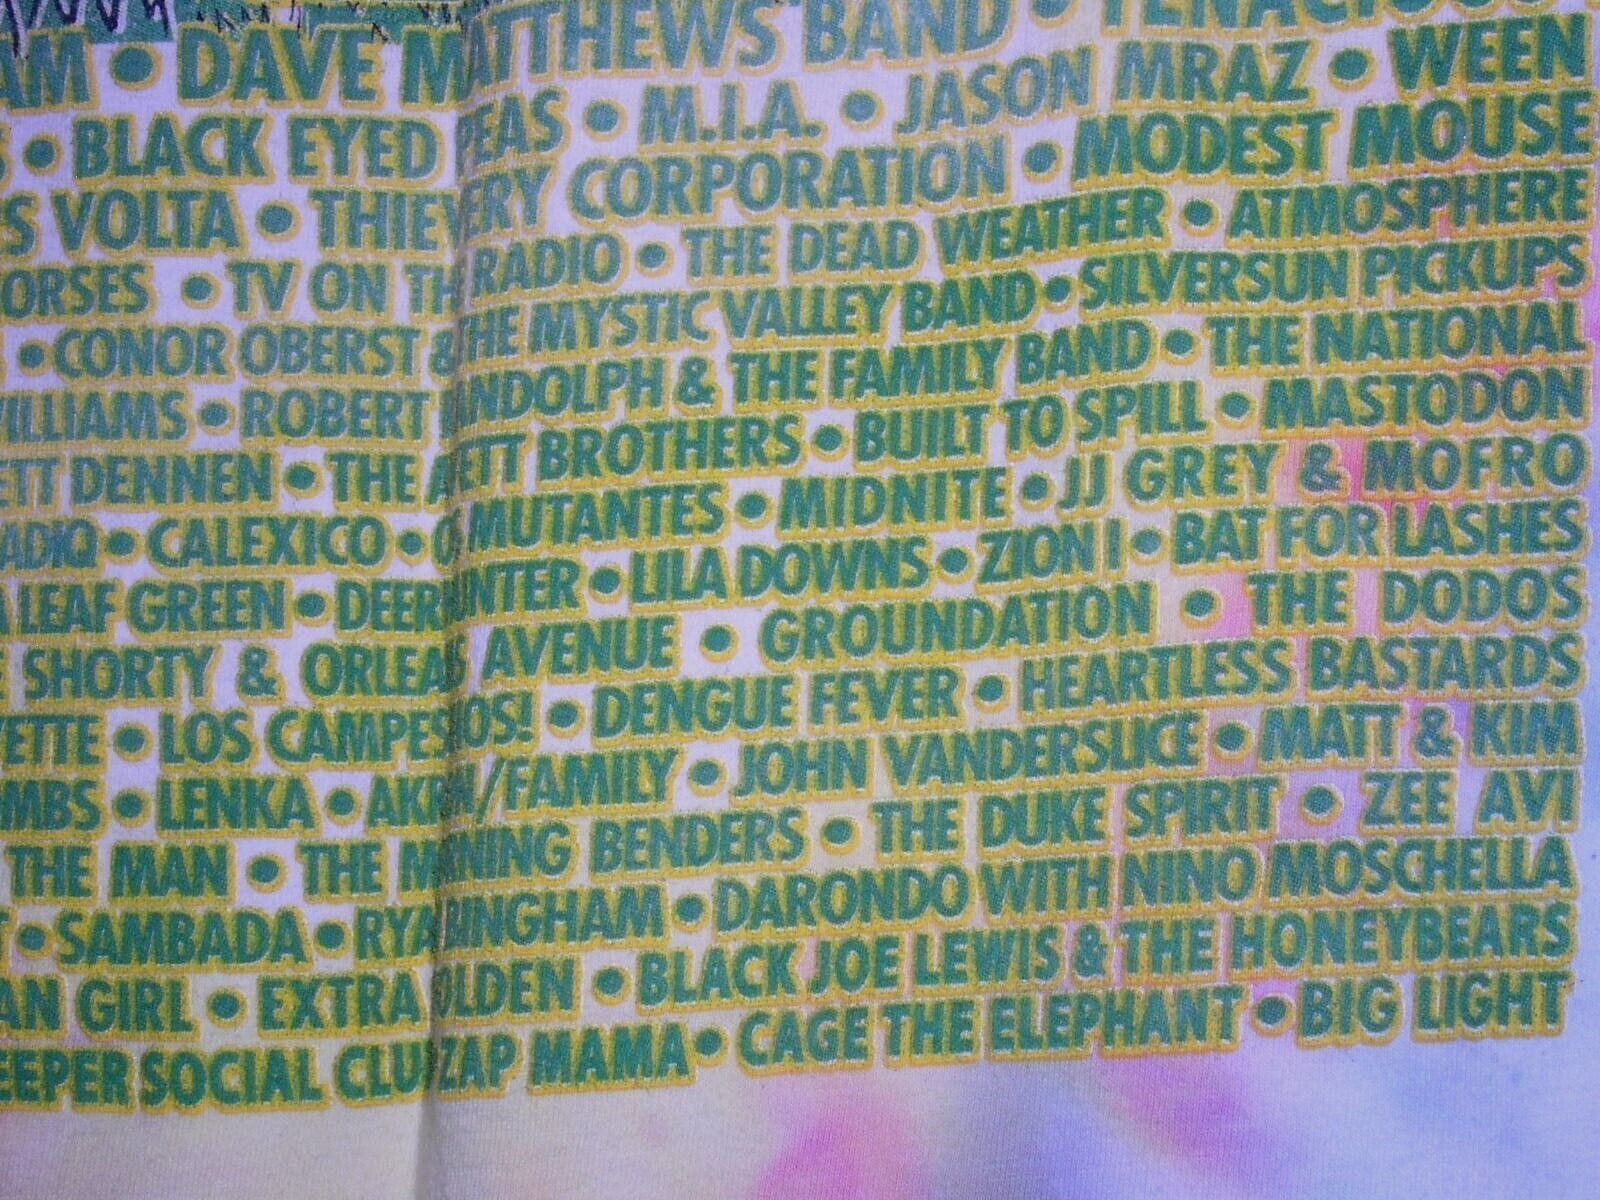 AM • DAVE MATTHEWS BAND • TENACIOUS
S • BLACK EYED PEAS • M.I.A. • JASON MRAZ • WEEN
S VOLTA • THIEVERY CORPORATION • MODEST MOUSE
ORSES • TV ON THE RADIO • THE DEAD WEATHER • ATMOSPHERE
• CONOR OBERST & THE MYSTIC VALLEY BAND • SILVERSUN PICKUPS
WILLIAMS • ROBERT NDOLPH & THE FAMILY BAND • THE NATIONAL
ETT DENNEN • THE A ETT BROTHERS • BUILT TO SPILL • MASTODON
ADIO • CALEXICO • O MUTANTES • MIDNITE • JJ GREY & MOFRO
A LEAF GREEN • DEERHUNTER • LILA DOWNS • ZION I • BAT FOR LASHES
E SHORTY & ORLEANS AVENUE • GROUNDATION • THE DODOS
ETTE • LOS CAMPESINOS! • DENGUE FEVER • HEARTLESS BASTARDS
MBS • LENKA • AKRON/FAMILY • JOHN VANDERSLICE • MATT & KIM
THE MAN • THE MORNING BENDERS • THE DUKE SPIRIT • ZEE AVI
T • SAMBADA • RYAN BINGHAM • DARONDO WITH NINO MOSCHELLA
AN GIRL • EXTRA GOLDEN • BLACK JOE LEWIS & THE HONEYBEARS
EEPER SOCIAL CLU ZAP MAMA • CAGE THE ELEPHANT • BIG LIGHT